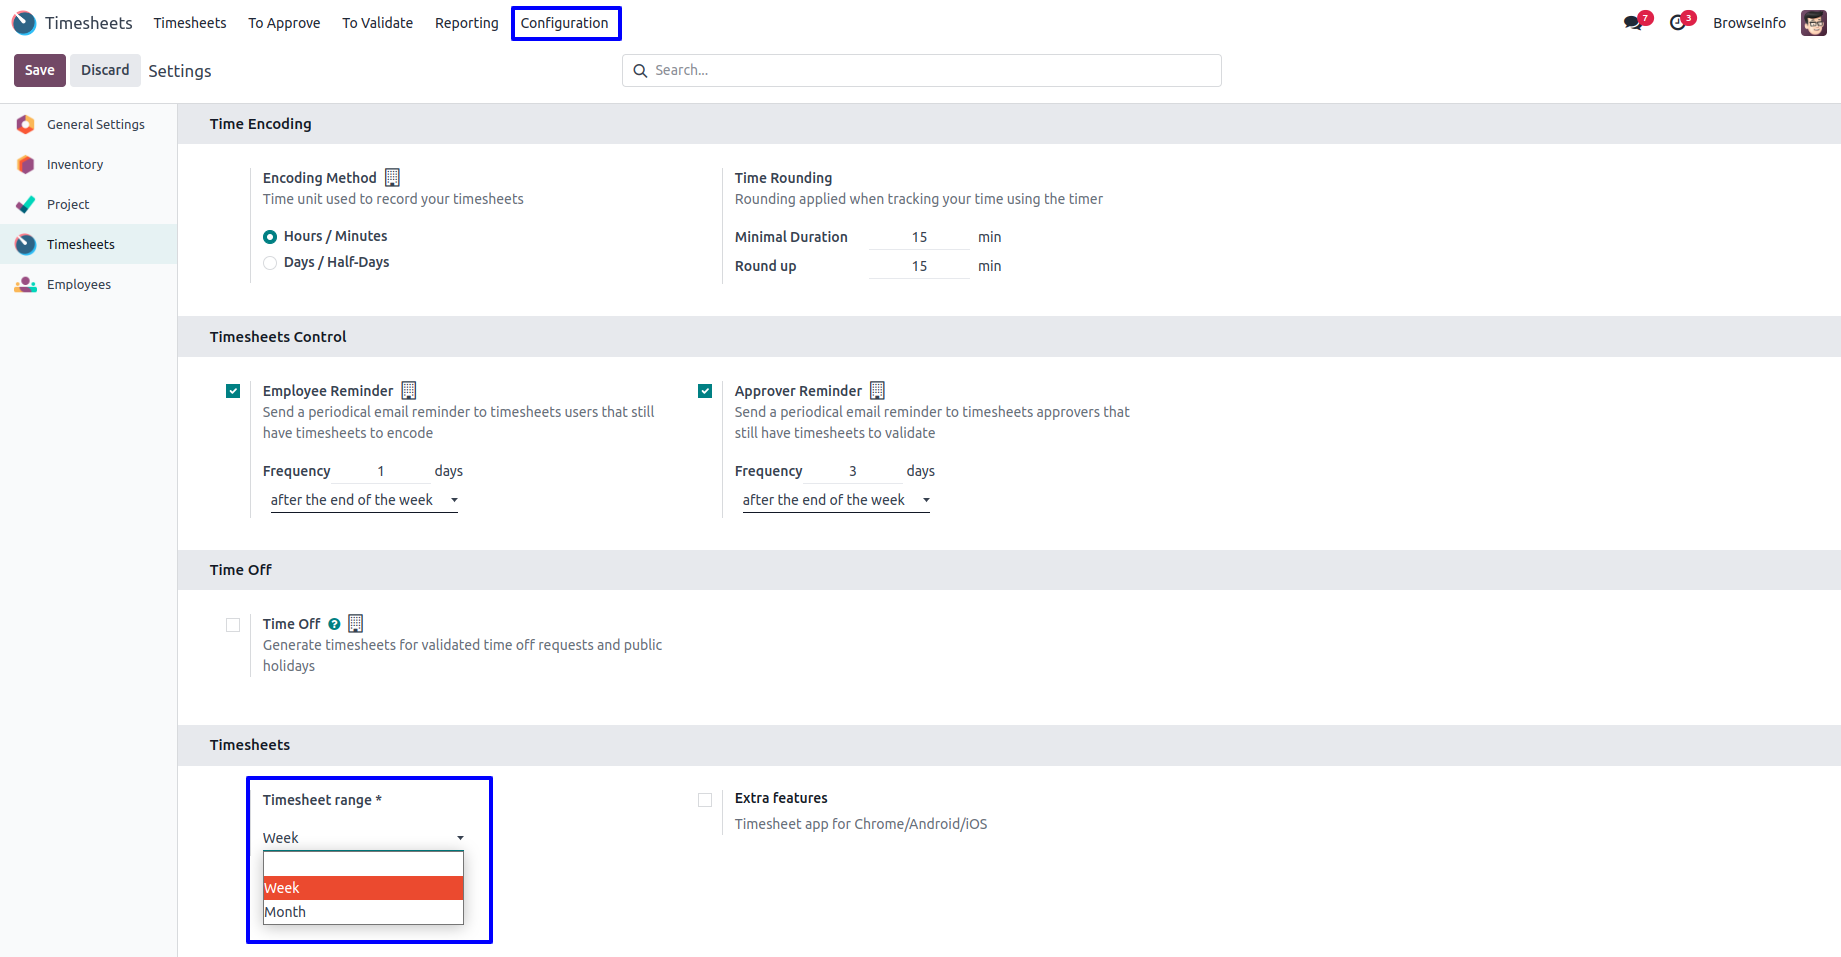 Timesheets Timesheets To Approve To Validate Reporting Configuration 7 3 BrowseInfo
Save Discard Settings Search...
General Settings
Inventory
Project
Timesheets
Employees
Time Encoding
Encoding Method
Time unit used to record your timesheets
Hours / Minutes
Days / Half-Days
Time Rounding
Rounding applied when tracking your time using the timer
Minimal Duration 15 min
Round up 15 min
Timesheets Control
Employee Reminder
Send a periodical email reminder to timesheets users that still
have timesheets to encode
Frequency 1 days
after the end of the week
Approver Reminder
Send a periodical email reminder to timesheets approvers that
still have timesheets to validate
Frequency 3 days
after the end of the week
Time Off
Time Off ?
Generate timesheets for validated time off requests and public
holidays
Timesheets
Timesheet range *
Week
Week
Month
Extra features
Timesheet app for Chrome/Android/iOS